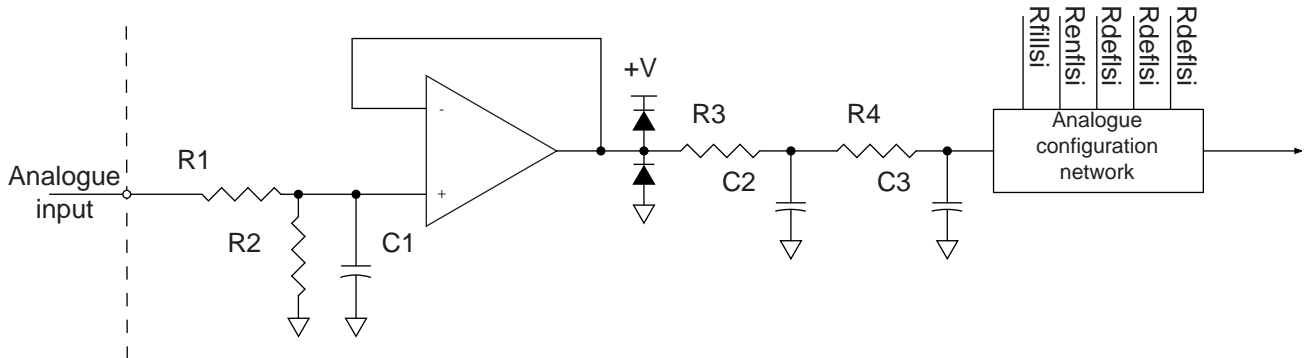 Rfillsi
Renflsi
Rdeflsi
Rdeflsi
Rdeflsi
+V
-
R3
R4
Analogue
configuration
network
R1
Analogue
input
+
C2
C3
R2
C1